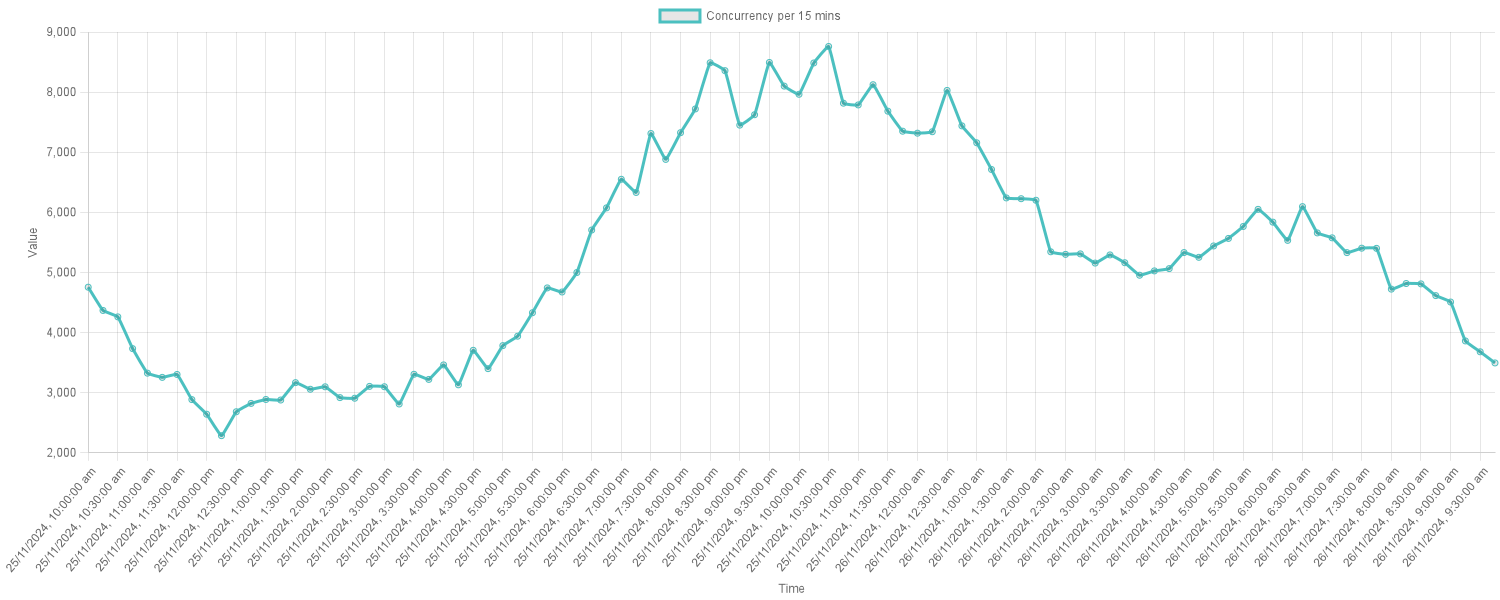 Concurrency per 15 mins
9,000
8,000
7,000
6,000
5,000
4,000
3,000
2,000
Value
25/11/2024, 10:00:00 am
25/11/2024, 10:30:00 am
25/11/2024, 11:00:00 am
25/11/2024, 11:30:00 am
25/11/2024, 12:00:00 pm
25/11/2024, 12:30:00 pm
25/11/2024, 1:00:00 pm
25/11/2024, 1:30:00 pm
25/11/2024, 2:00:00 pm
25/11/2024, 2:30:00 pm
25/11/2024, 3:00:00 pm
25/11/2024, 3:30:00 pm
25/11/2024, 4:00:00 pm
25/11/2024, 4:30:00 pm
25/11/2024, 5:00:00 pm
25/11/2024, 5:30:00 pm
25/11/2024, 6:00:00 pm
25/11/2024, 6:30:00 pm
25/11/2024, 7:00:00 pm
25/11/2024, 7:30:00 pm
25/11/2024, 8:00:00 pm
25/11/2024, 8:30:00 pm
25/11/2024, 9:00:00 pm
25/11/2024, 9:30:00 pm
25/11/2024, 10:00:00 pm
25/11/2024, 10:30:00 pm
25/11/2024, 11:00:00 pm
25/11/2024, 11:30:00 pm
26/11/2024, 12:00:00 am
26/11/2024, 12:30:00 am
26/11/2024, 1:00:00 am
26/11/2024, 1:30:00 am
26/11/2024, 2:00:00 am
26/11/2024, 2:30:00 am
26/11/2024, 3:00:00 am
26/11/2024, 3:30:00 am
26/11/2024, 4:00:00 am
26/11/2024, 4:30:00 am
26/11/2024, 5:00:00 am
26/11/2024, 5:30:00 am
26/11/2024, 6:00:00 am
26/11/2024, 6:30:00 am
26/11/2024, 7:00:00 am
26/11/2024, 7:30:00 am
26/11/2024, 8:00:00 am
26/11/2024, 8:30:00 am
26/11/2024, 9:00:00 am
26/11/2024, 9:30:00 am
Time